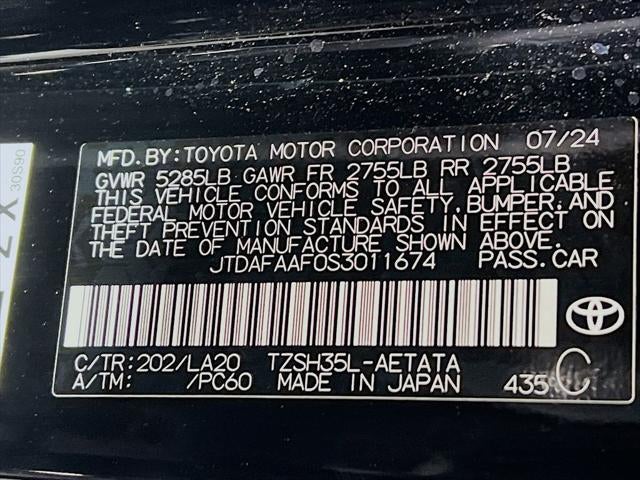 MFD.BY: TOYOTA MOTOR CORPORATION 07/24
GVWR 5285LB GAWR FR 2755LB RR 2755LB
THIS VEHICLE CONFORMS TO ALL APPLICABLE
FEDERAL MOTOR VEHICLE SAFETY, BUMPER, AND
THEFT PREVENTION STANDARDS IN EFFECT ON
THE DATE OF MANUFACTURE SHOWN ABOVE.
JTDAFAAF0S3011674 PASS.CAR
C/TR:202/LA20 TZSH35L-AETATA
A/TM: /PC60 MADE IN JAPAN 435 C
30S90